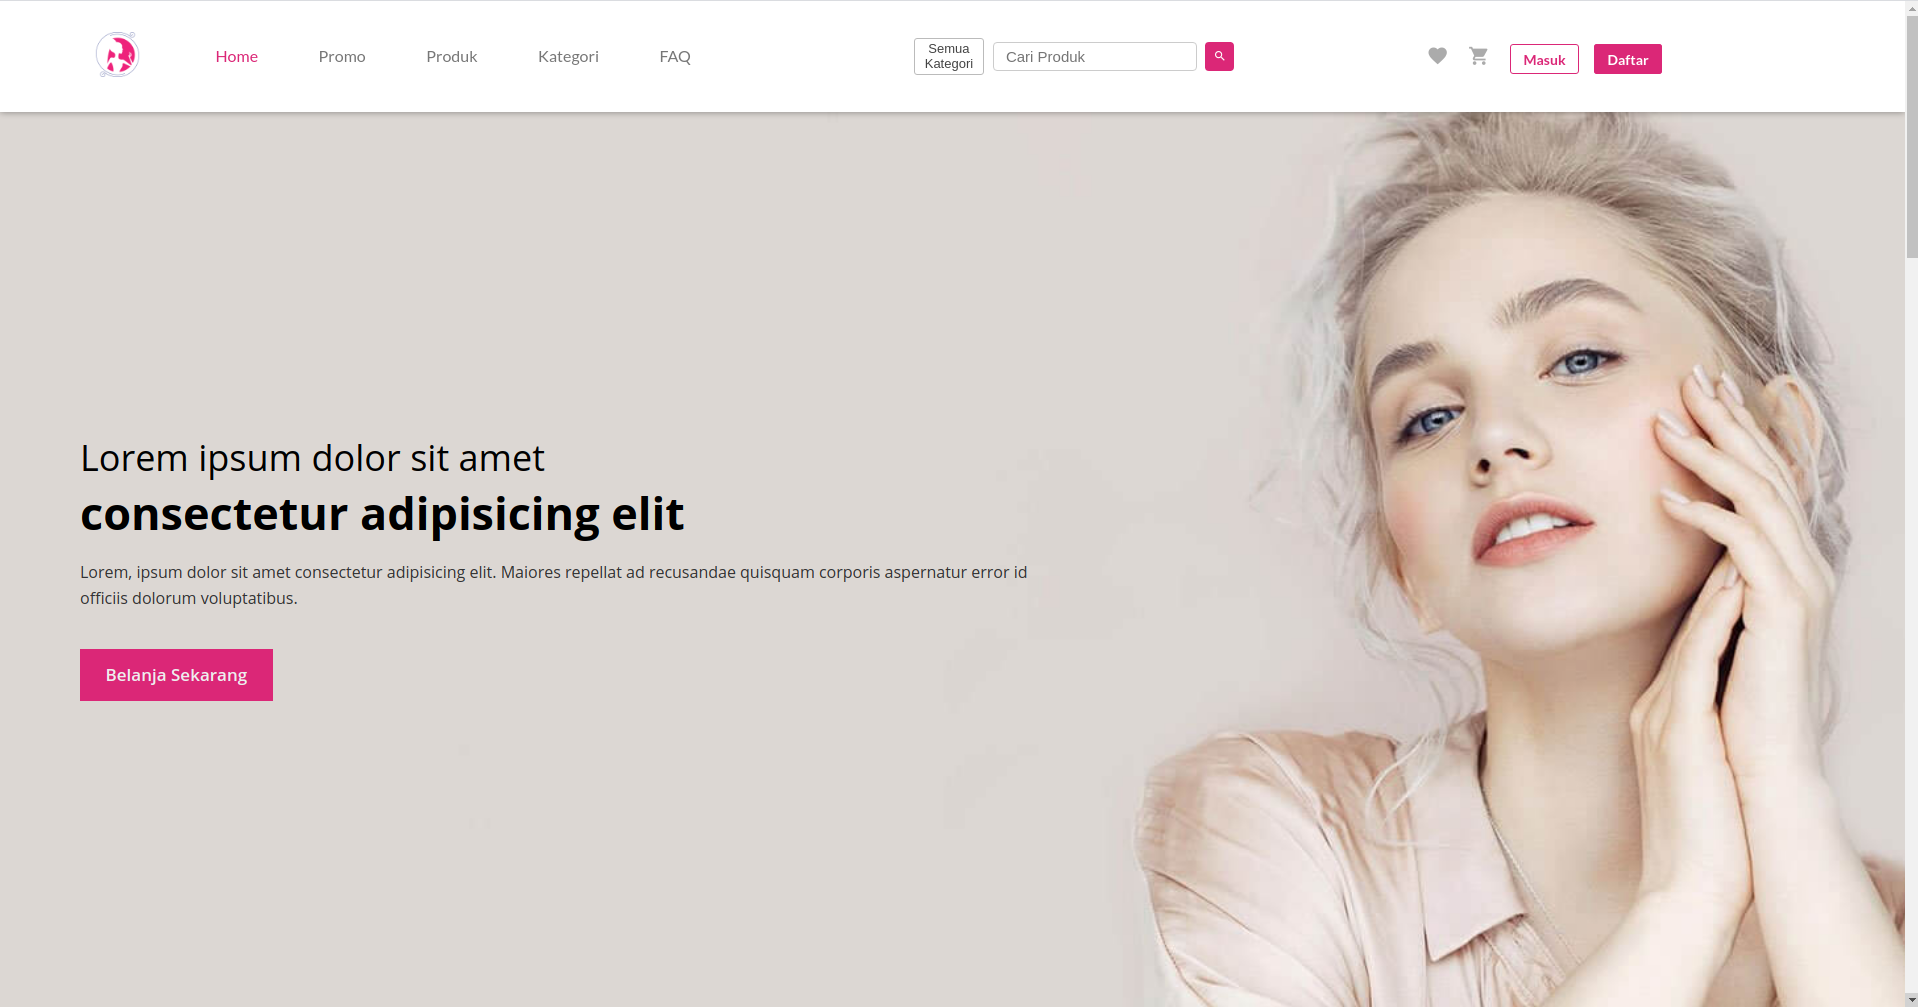 Home Promo Produk Kategori FAQ
Semua
Kategori
Cari Produk
Masuk
Daftar
Lorem ipsum dolor sit amet
consectetur adipisicing elit
Lorem, ipsum dolor sit amet consectetur adipisicing elit. Maiores repellat ad recusandae quisquam corporis aspernatur error id
officiis dolorum voluptatibus.
Belanja Sekarang